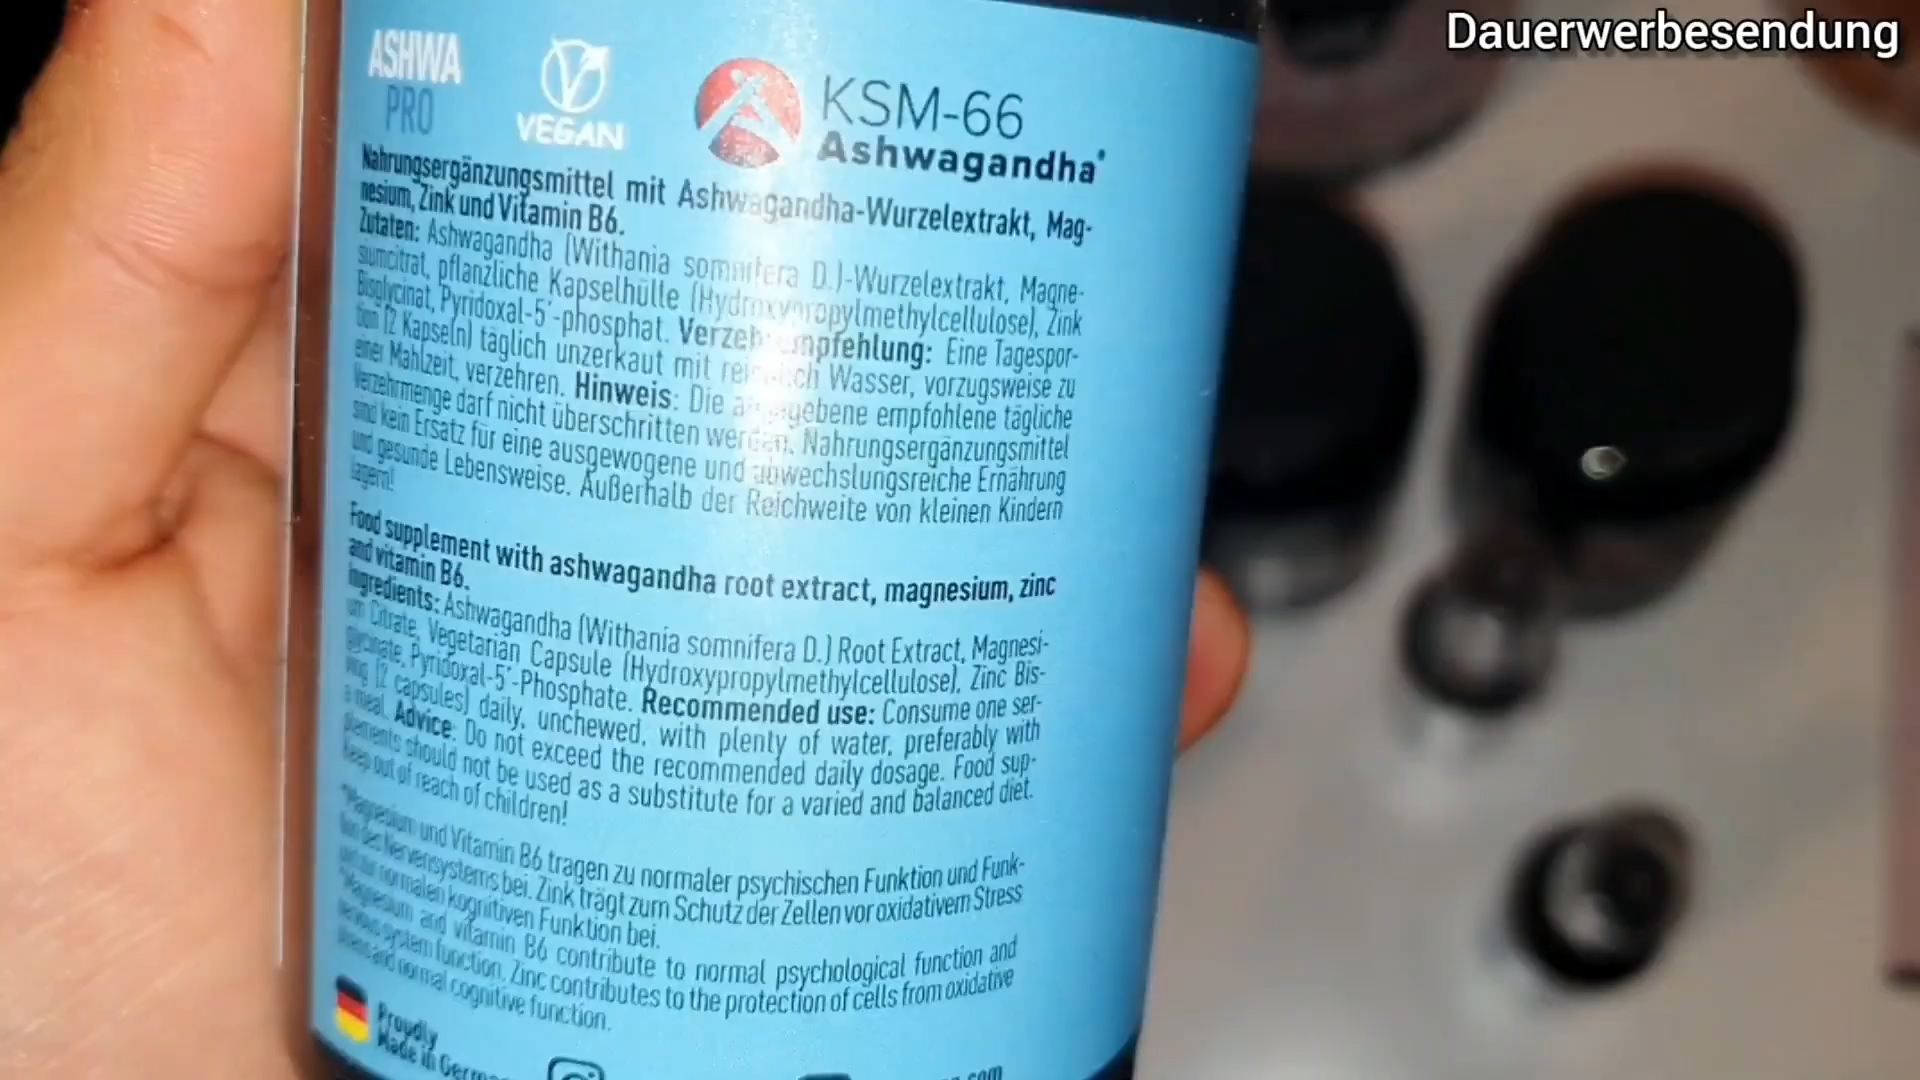 Dauerwerbesendung
ASHWA
PRO
VEGAN
KSM-66
Ashwagandha®
Nahrungsergänzungsmittel mit Ashwagandha-Wurzelextrakt, Mag-
nesium, Zink und Vitamin B6.
Zutaten: Ashwagandha (Withania somnifera D.)-Wurzelextrakt, Magne-
siumcitrat, pflanzliche Kapselhülle (Hydroxypropylmethylcellulose), Zink
Bisglycinat, Pyridoxal-5´-phosphat. Verzehrempfehlung: Eine Tagespor-
tion (2 Kapseln) täglich unzerkaut mit reichlich Wasser, vorzugsweise zu
einer Mahlzeit, verzehren. Hinweis: Die angegebene empfohlene tägliche
Verzehrmenge darf nicht überschritten werden. Nahrungsergänzungsmittel
sind kein Ersatz für eine ausgewogene und abwechslungsreiche Ernährung
und gesunde Lebensweise. Außerhalb der Reichweite von kleinen Kindern
lagern!
Food supplement with ashwagandha root extract, magnesium, zinc
and vitamin B6.
Ingredients: Ashwagandha (Withania somnifera D.) Root Extract, Magnesi-
um Citrate, Vegetarian Capsule (Hydroxypropylmethylcellulose), Zinc Bis-
glycinate, Pyridoxal-5´-Phosphate. Recommended use: Consume one ser-
ving (2 capsules) daily, unchewed, with plenty of water, preferably with
a meal. Advice: Do not exceed the recommended daily dosage. Food sup-
plements should not be used as a substitute for a varied and balanced diet.
Keep out of reach of children!
*Magnesium und Vitamin B6 tragen zu normaler psychischen Funktion und Funk-
tion des Nervensystems bei. Zink trägt zum Schutz der Zellen vor oxidativem Stress
und zur normalen kognitiven Funktion bei.
*Magnesium and vitamin B6 contribute to normal psychological function and
nervous system function. Zinc contributes to the protection of cells from oxidative
stress and normal cognitive function.
Proudly
Made in